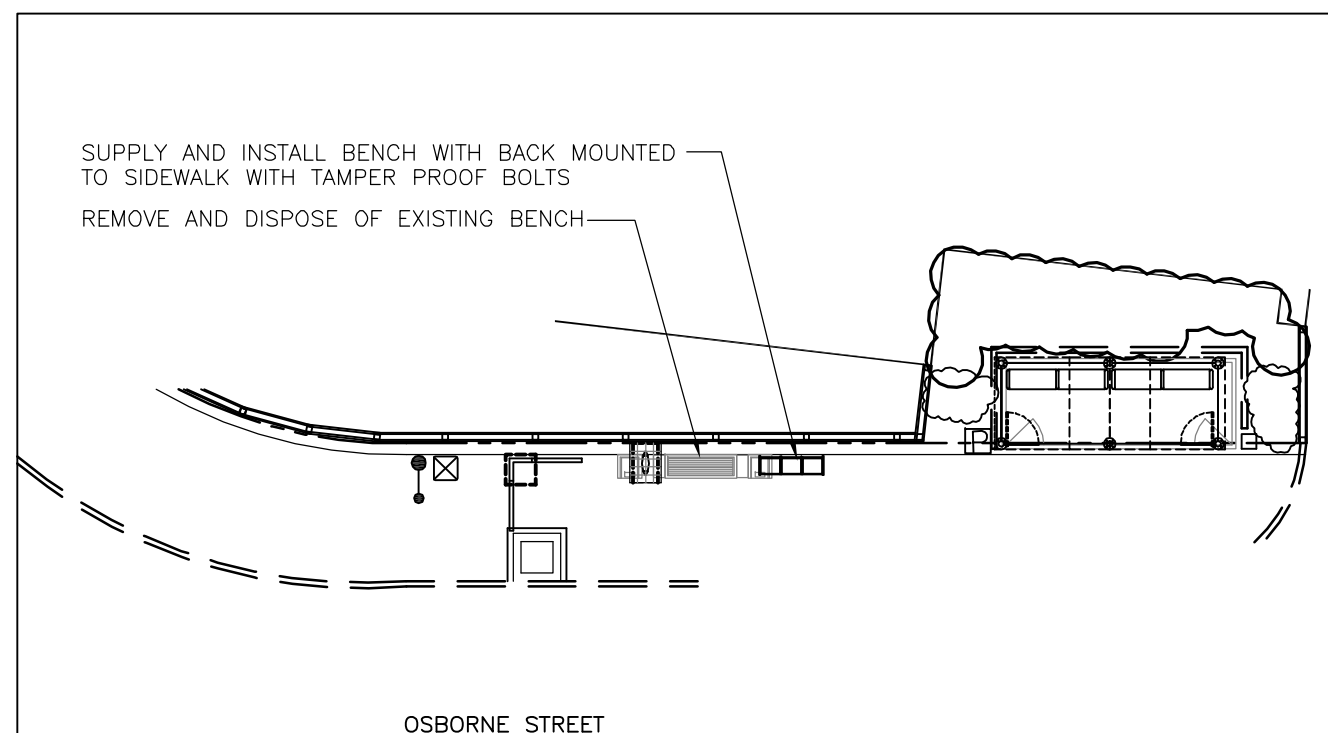 SUPPLY AND INSTALL BENCH WITH BACK MOUNTED
TO SIDEWALK WITH TAMPER PROOF BOLTS
REMOVE AND DISPOSE OF EXISTING BENCH
OSBORNE STREET